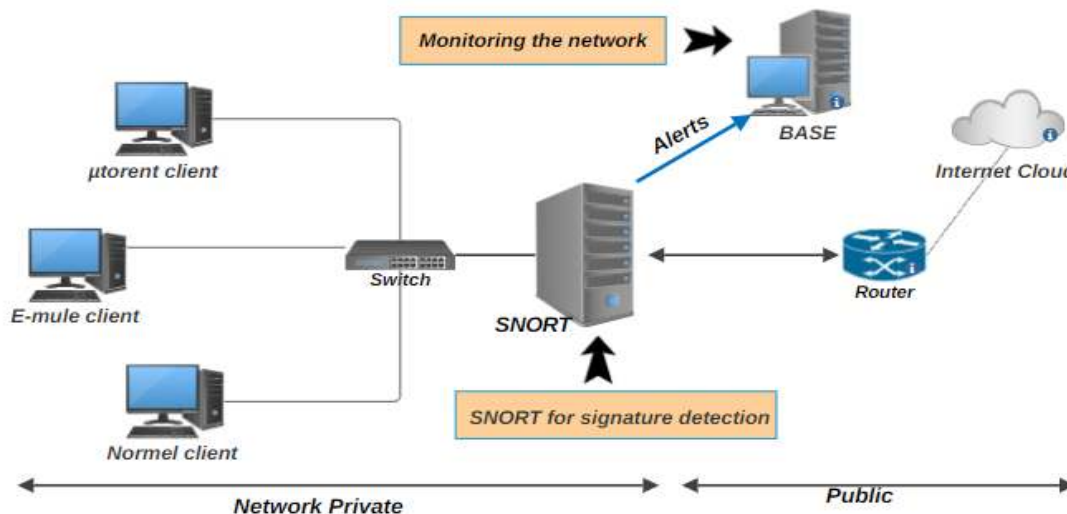 Monitoring the network
µtorent client
Alerts
BASE
Internet Cloud
E-mule client
Switch
SNORT
Router
SNORT for signature detection
Normel client
Network Private
Public